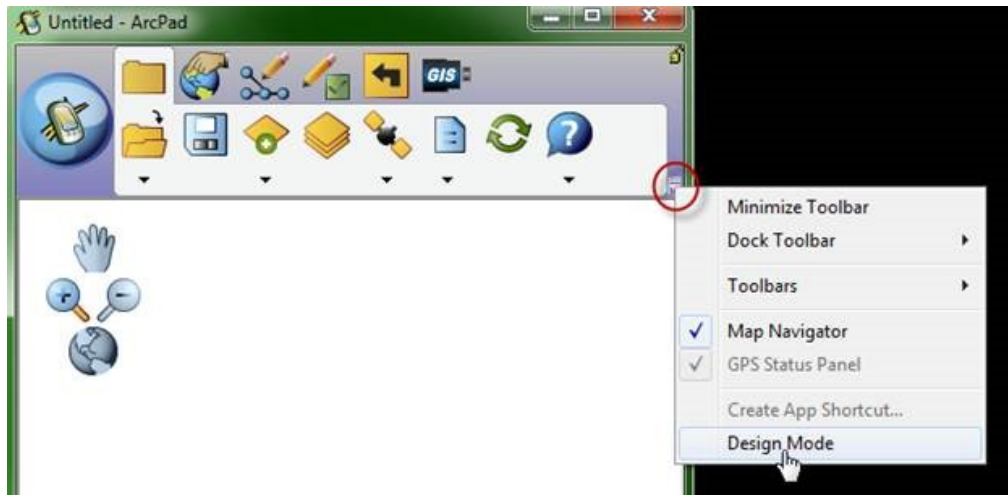 Untitled - ArcPad
GIS
?
Minimize Toolbar
Dock Toolbar
Toolbars
Map Navigator
GPS Status Panel
Create App Shortcut...
Design Mode